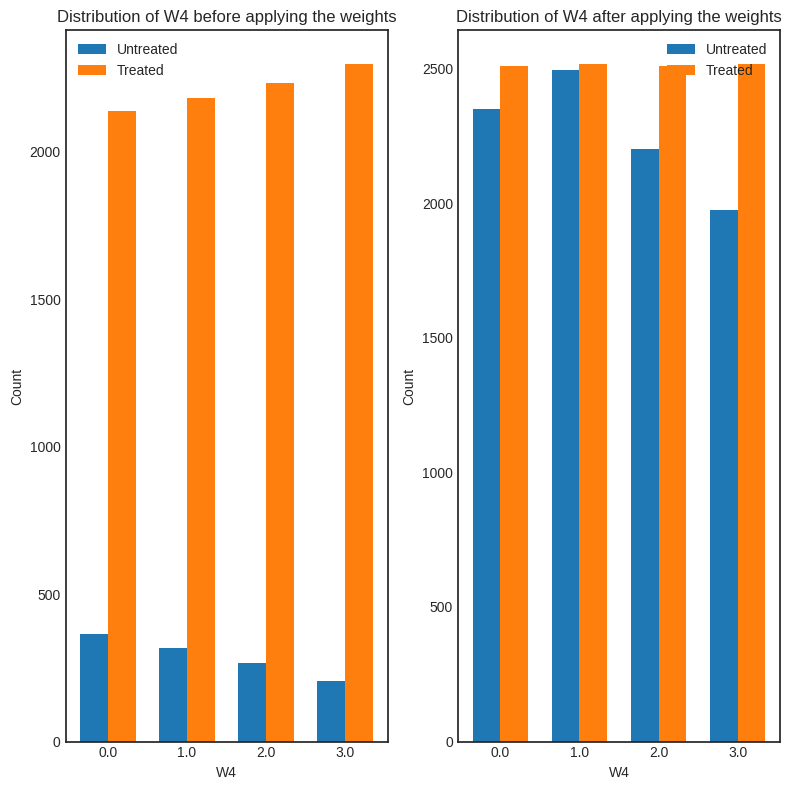 Distribution of W4 before applying the weights
Untreated
Treated
2000
1500
1000
500
0
Count
0.0 1.0 2.0 3.0
W4
Distribution of W4 after applying the weights
Untreated
Treated
2500
2000
1500
1000
500
0
Count
0.0 1.0 2.0 3.0
W4